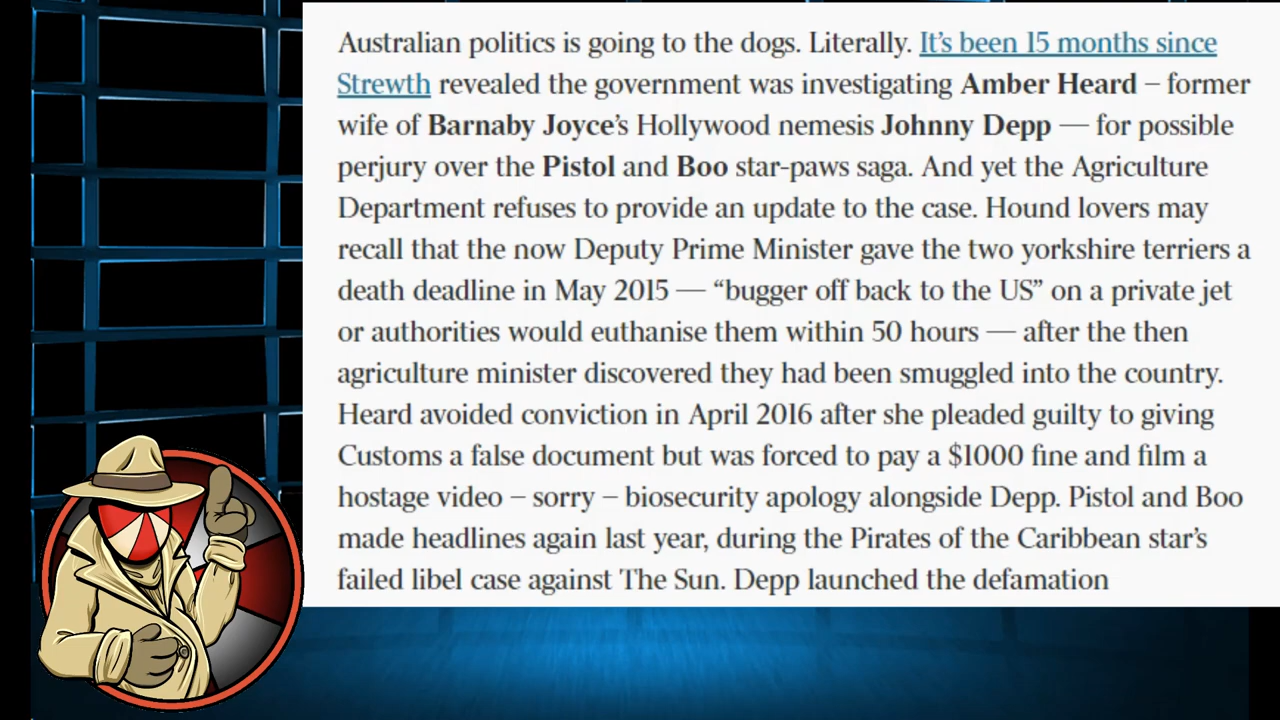 Australian politics is going to the dogs. Literally. It's been 15 months since
Strewth revealed the government was investigating Amber Heard – former
wife of Barnaby Joyce's Hollywood nemesis Johnny Depp — for possible
perjury over the Pistol and Boo star-paws saga. And yet the Agriculture
Department refuses to provide an update to the case. Hound lovers may
recall that the now Deputy Prime Minister gave the two yorkshire terriers a
death deadline in May 2015 — “bugger off back to the US” on a private jet
or authorities would euthanise them within 50 hours — after the then
agriculture minister discovered they had been smuggled into the country.
Heard avoided conviction in April 2016 after she pleaded guilty to giving
Customs a false document but was forced to pay a $1000 fine and film a
hostage video – sorry – biosecurity apology alongside Depp. Pistol and Boo
made headlines again last year, during the Pirates of the Caribbean star's
failed libel case against The Sun. Depp launched the defamation